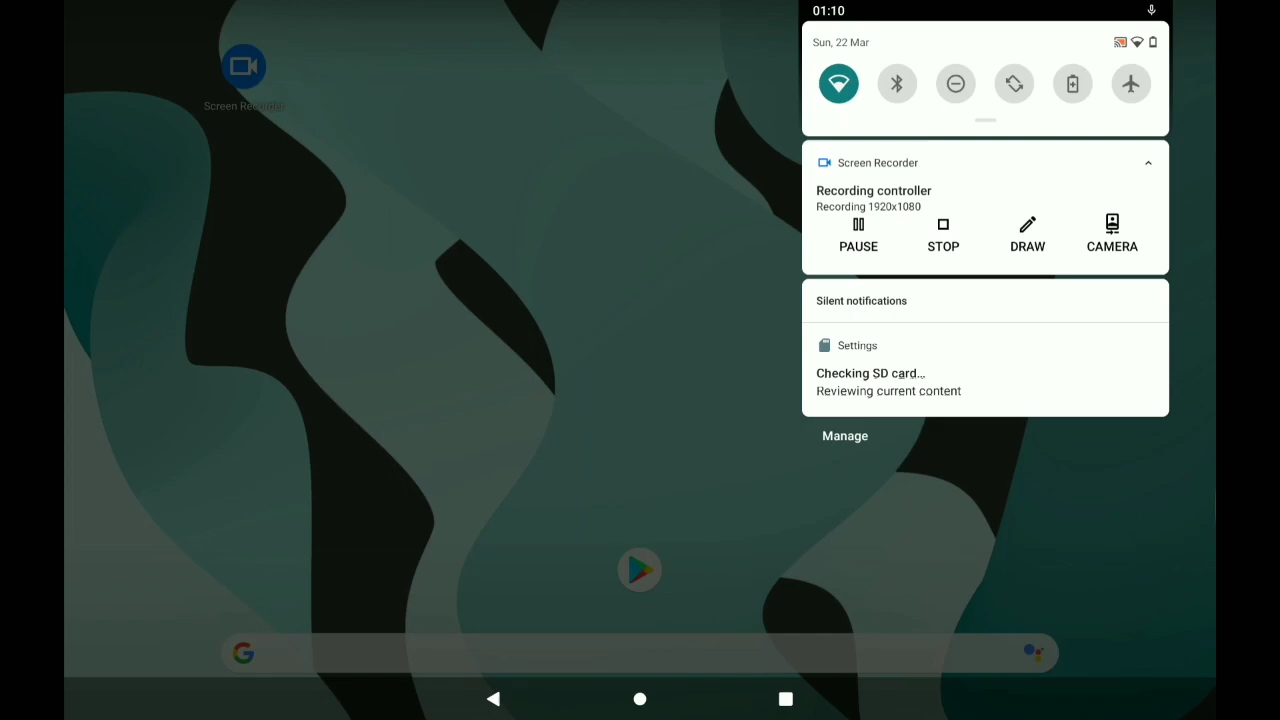 01:10
Sun, 22 Mar
Screen Recorder
Screen Recorder
Recording controller
Recording 1920x1080
PAUSE STOP DRAW CAMERA
Silent notifications
Settings
Checking SD card...
Reviewing current content
Manage
G